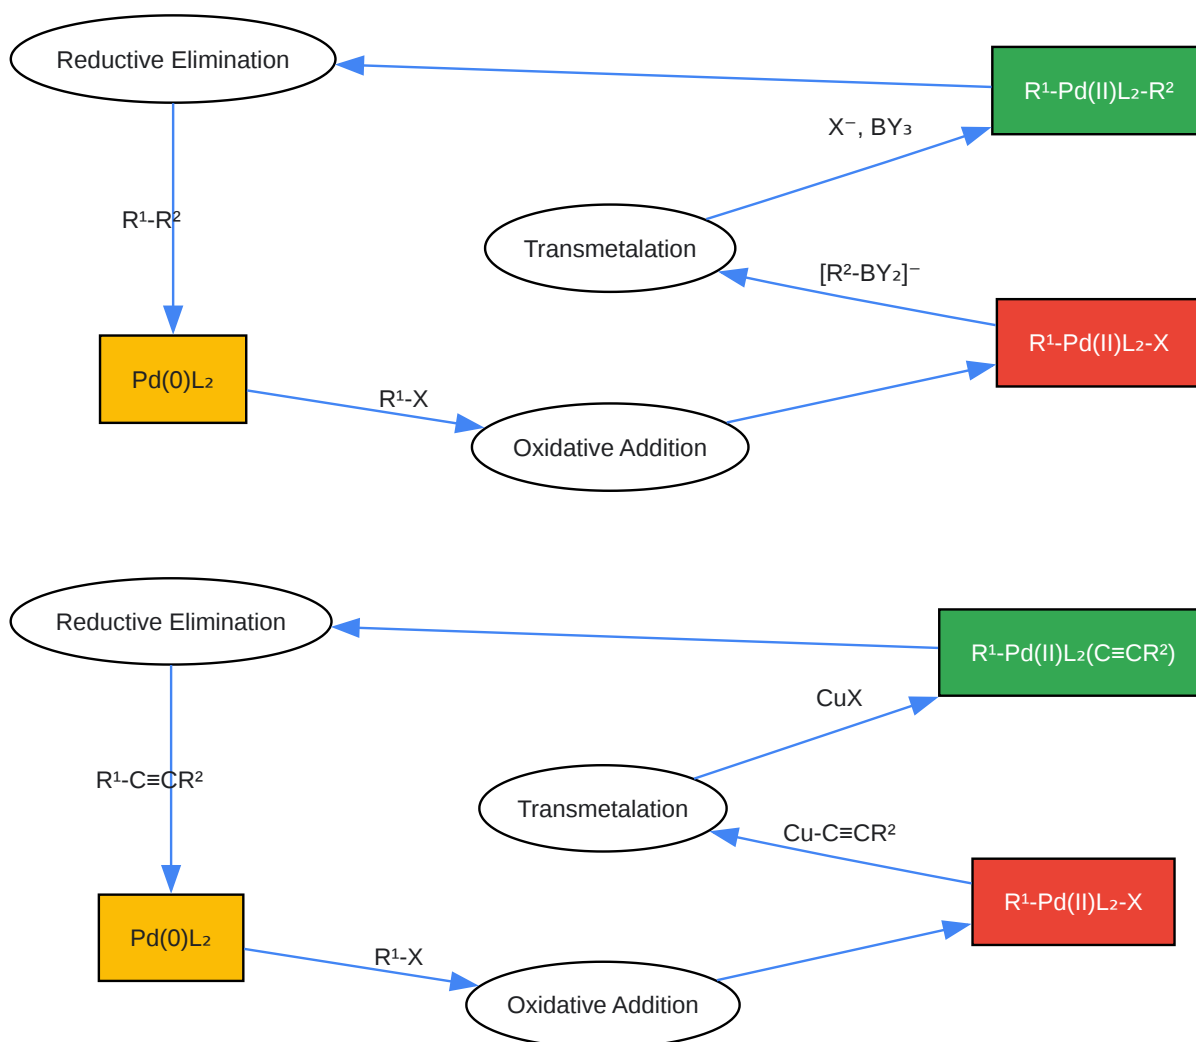 Reductive Elimination
R¹-Pd(II)L₂-R²
X⁻, BY₃
R¹-R²
Transmetalation
[R²-BY₂]⁻
R¹-Pd(II)L₂-X
Pd(0)L₂
R¹-X
Oxidative Addition
Reductive Elimination
R¹-Pd(II)L₂(C≡CR²)
CuX
R¹-C≡CR²
Transmetalation
Cu-C≡CR²
R¹-Pd(II)L₂-X
Pd(0)L₂
R¹-X
Oxidative Addition